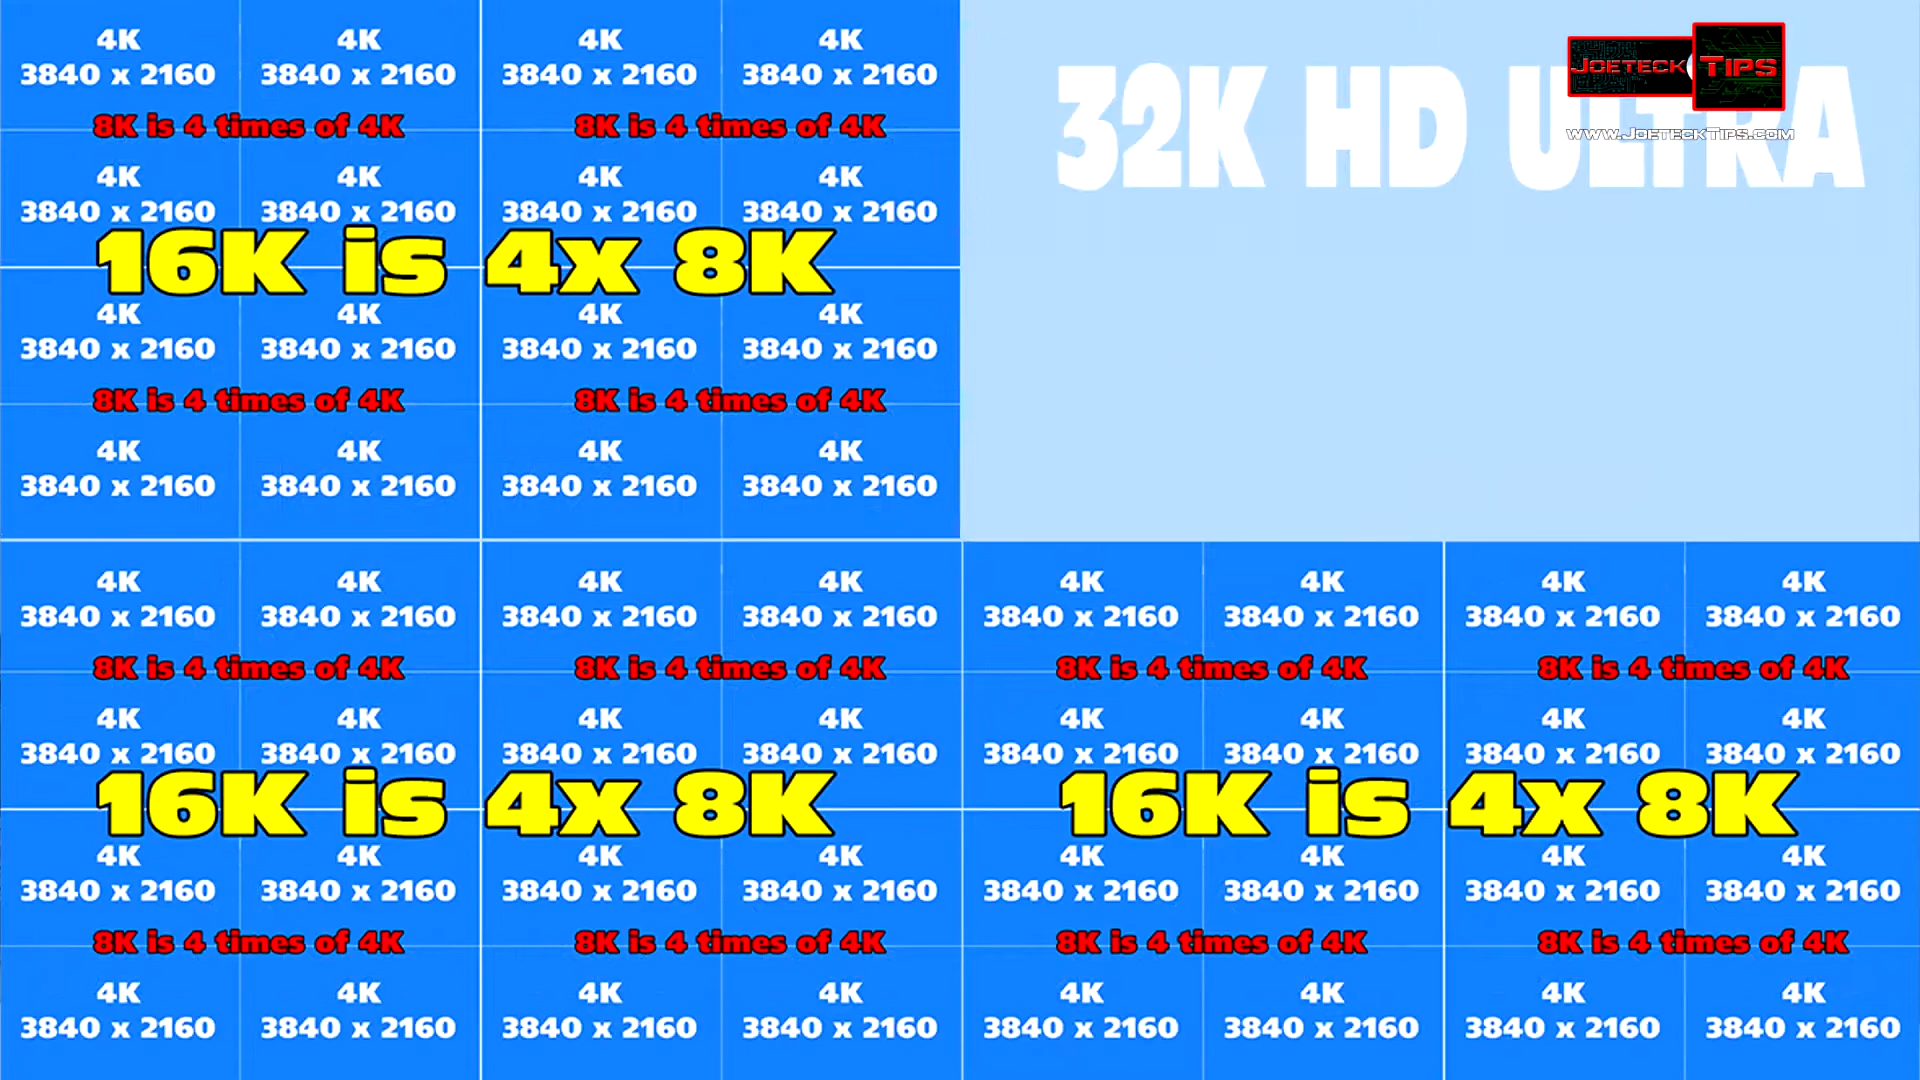 4K 4K 4K 4K
3840 x 2160 3840 x 2160 3840 x 2160 3840 x 2160
8K is 4 times of 4K 8K is 4 times of 4K
4K 4K 4K 4K
3840 x 2160 3840 x 2160 3840 x 2160 3840 x 2160
16K is 4x 8K
4K 4K 4K 4K
3840 x 2160 3840 x 2160 3840 x 2160 3840 x 2160
8K is 4 times of 4K 8K is 4 times of 4K
4K 4K 4K 4K
3840 x 2160 3840 x 2160 3840 x 2160 3840 x 2160
JOETECK TIPS
32K HD ULTRA
WWW.JOETECKTIPS.COM
4K 4K 4K 4K 4K 4K 4K 4K
3840 x 2160 3840 x 2160 3840 x 2160 3840 x 2160 3840 x 2160 3840 x 2160 3840 x 2160 3840 x 2160
8K is 4 times of 4K 8K is 4 times of 4K 8K is 4 times of 4K 8K is 4 times of 4K
4K 4K 4K 4K 4K 4K 4K 4K
3840 x 2160 3840 x 2160 3840 x 2160 3840 x 2160 3840 x 2160 3840 x 2160 3840 x 2160 3840 x 2160
16K is 4x 8K 16K is 4x 8K
4K 4K 4K 4K 4K 4K 4K 4K
3840 x 2160 3840 x 2160 3840 x 2160 3840 x 2160 3840 x 2160 3840 x 2160 3840 x 2160 3840 x 2160
8K is 4 times of 4K 8K is 4 times of 4K 8K is 4 times of 4K 8K is 4 times of 4K
4K 4K 4K 4K 4K 4K 4K 4K
3840 x 2160 3840 x 2160 3840 x 2160 3840 x 2160 3840 x 2160 3840 x 2160 3840 x 2160 3840 x 2160